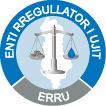 ENTI RREGULLATOR I UJIT
ERRU